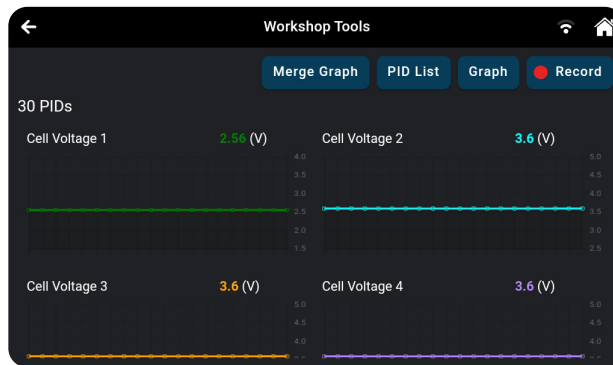 Workshop Tools
Merge Graph PID List Graph Record
30 PIDs
Cell Voltage 1 2.56 (V) Cell Voltage 2 3.6 (V)
4.0 5.0
3.5 4.5
3.0 4.0
2.5 3.5
2.0 3.0
1.5 2.5
Cell Voltage 3 3.6 (V) Cell Voltage 4 3.6 (V)
5.0 5.0
4.5 4.5
4.0 4.0